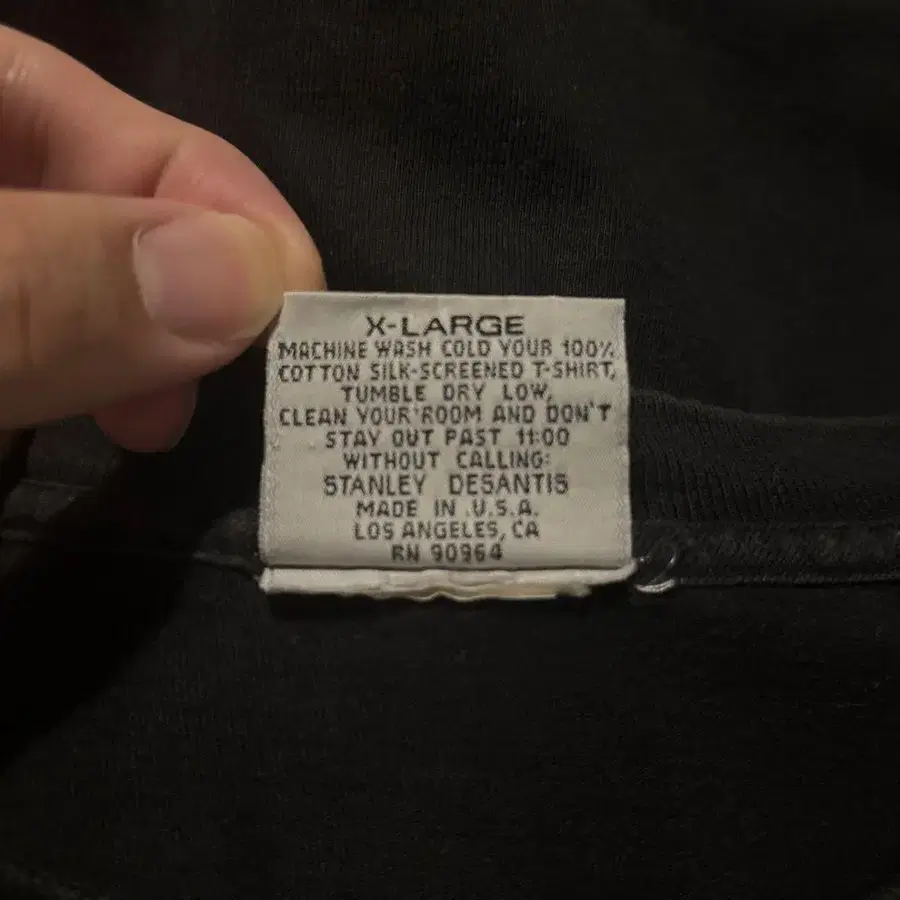 X-LARGE
MACHINE WASH COLD YOUR 100%
COTTON SILK-SCREENED T-SHIRT,
TUMBLE DRY LOW,
CLEAN YOUR ROOM AND DON'T
STAY OUT PAST 11:00
WITHOUT CALLING:
STANLEY DESANTIS
MADE IN U.S.A.
LOS ANGELES, CA
RN 90964